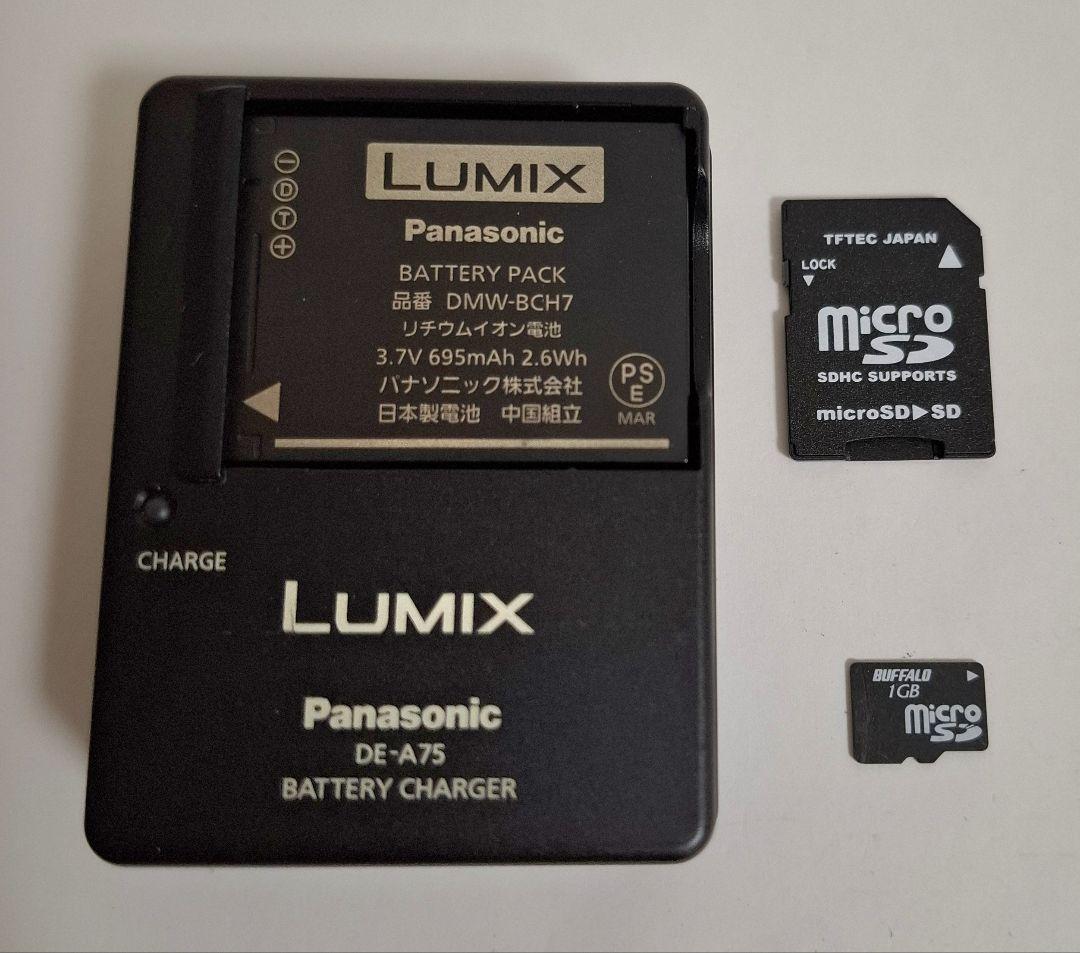 LUMIX
Panasonic
BATTERY PACK
品番 DMW-BCH7
リチウムイオン電池
3.7V 695mAh 2.6Wh
パナソニック株式会社
日本製電池 中国組立
D
T
PS
E
MAR
CHARGE
LUMIX
Panasonic
DE-A75
BATTERY CHARGER
TFTEC JAPAN
LOCK
micro
SD
SDHC SUPPORTS
microSD▶SD
BUFFALO
1GB
micro
SD